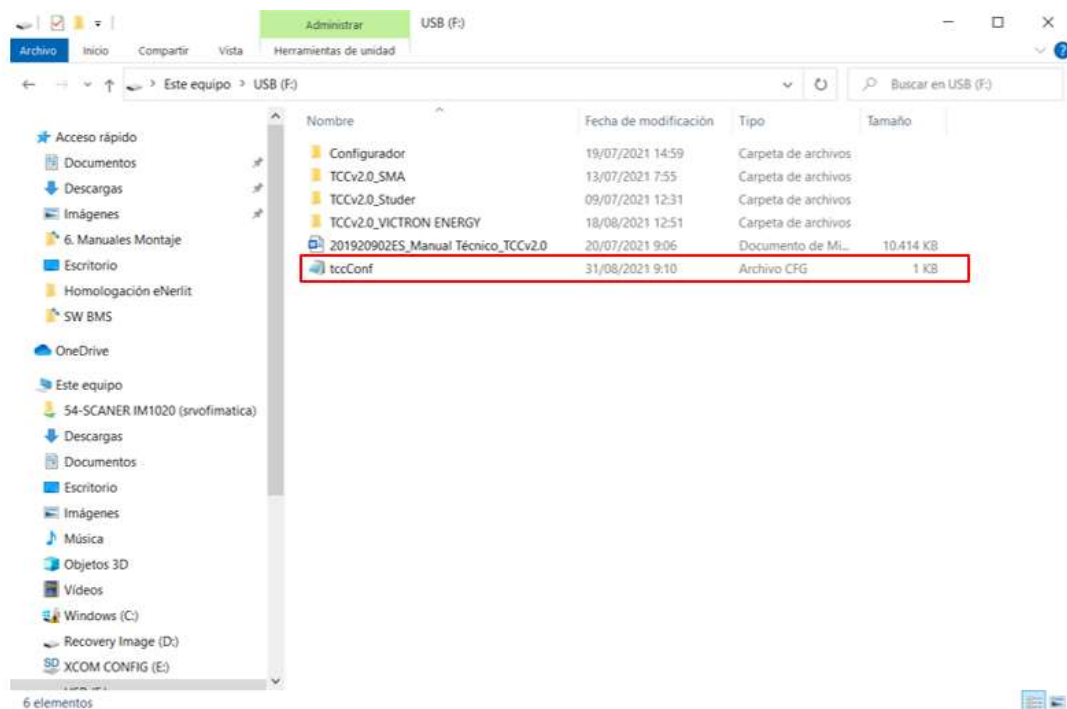 Administrar
USB (F:)
Archivo Inicio Compartir Vista Herramientas de unidad
Este equipo > USB (F:)
Buscar en USB (F:)
Nombre Fecha de modificación Tipo Tamaño
Acceso rápido
Documentos
Descargas
Imágenes
6. Manuales Montaje
Escritorio
Homologación eNerlit
SW BMS
OneDrive
Este equipo
54-SCANER IM1020 (srvofimatica)
Descargas
Documentos
Escritorio
Imágenes
Música
Objetos 3D
Vídeos
Windows (C:)
Recovery Image (D:)
XCOM CONFIG (E:)
Configurador 19/07/2021 14:59 Carpeta de archivos
TCCv2.0_SMA 13/07/2021 7:55 Carpeta de archivos
TCCv2.0_Studer 09/07/2021 12:31 Carpeta de archivos
TCCv2.0_VICTRON ENERGY 18/08/2021 12:51 Carpeta de archivos
201920902ES_Manual Técnico_TCCv2.0 20/07/2021 9:06 Documento de Mi... 10.414 KB
tccConf 31/08/2021 9:10 Archivo CFG 1 KB
6 elementos